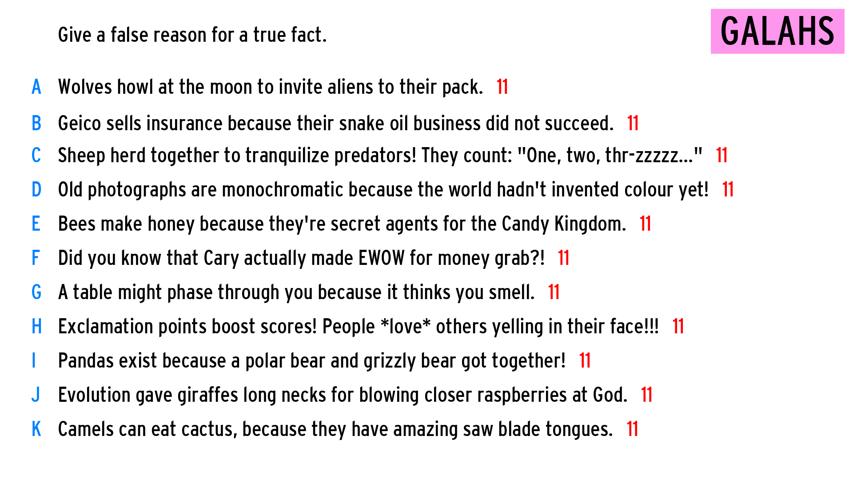 Give a false reason for a true fact.
GALAHS
A Wolves howl at the moon to invite aliens to their pack. 11
B Geico sells insurance because their snake oil business did not succeed. 11
C Sheep herd together to tranquilize predators! They count: "One, two, thr-zzzzz..." 11
D Old photographs are monochromatic because the world hadn't invented colour yet! 11
E Bees make honey because they're secret agents for the Candy Kingdom. 11
F Did you know that Cary actually made EWOW for money grab?! 11
G A table might phase through you because it thinks you smell. 11
H Exclamation points boost scores! People *love* others yelling in their face!!! 11
I Pandas exist because a polar bear and grizzly bear got together! 11
J Evolution gave giraffes long necks for blowing closer raspberries at God. 11
K Camels can eat cactus, because they have amazing saw blade tongues. 11